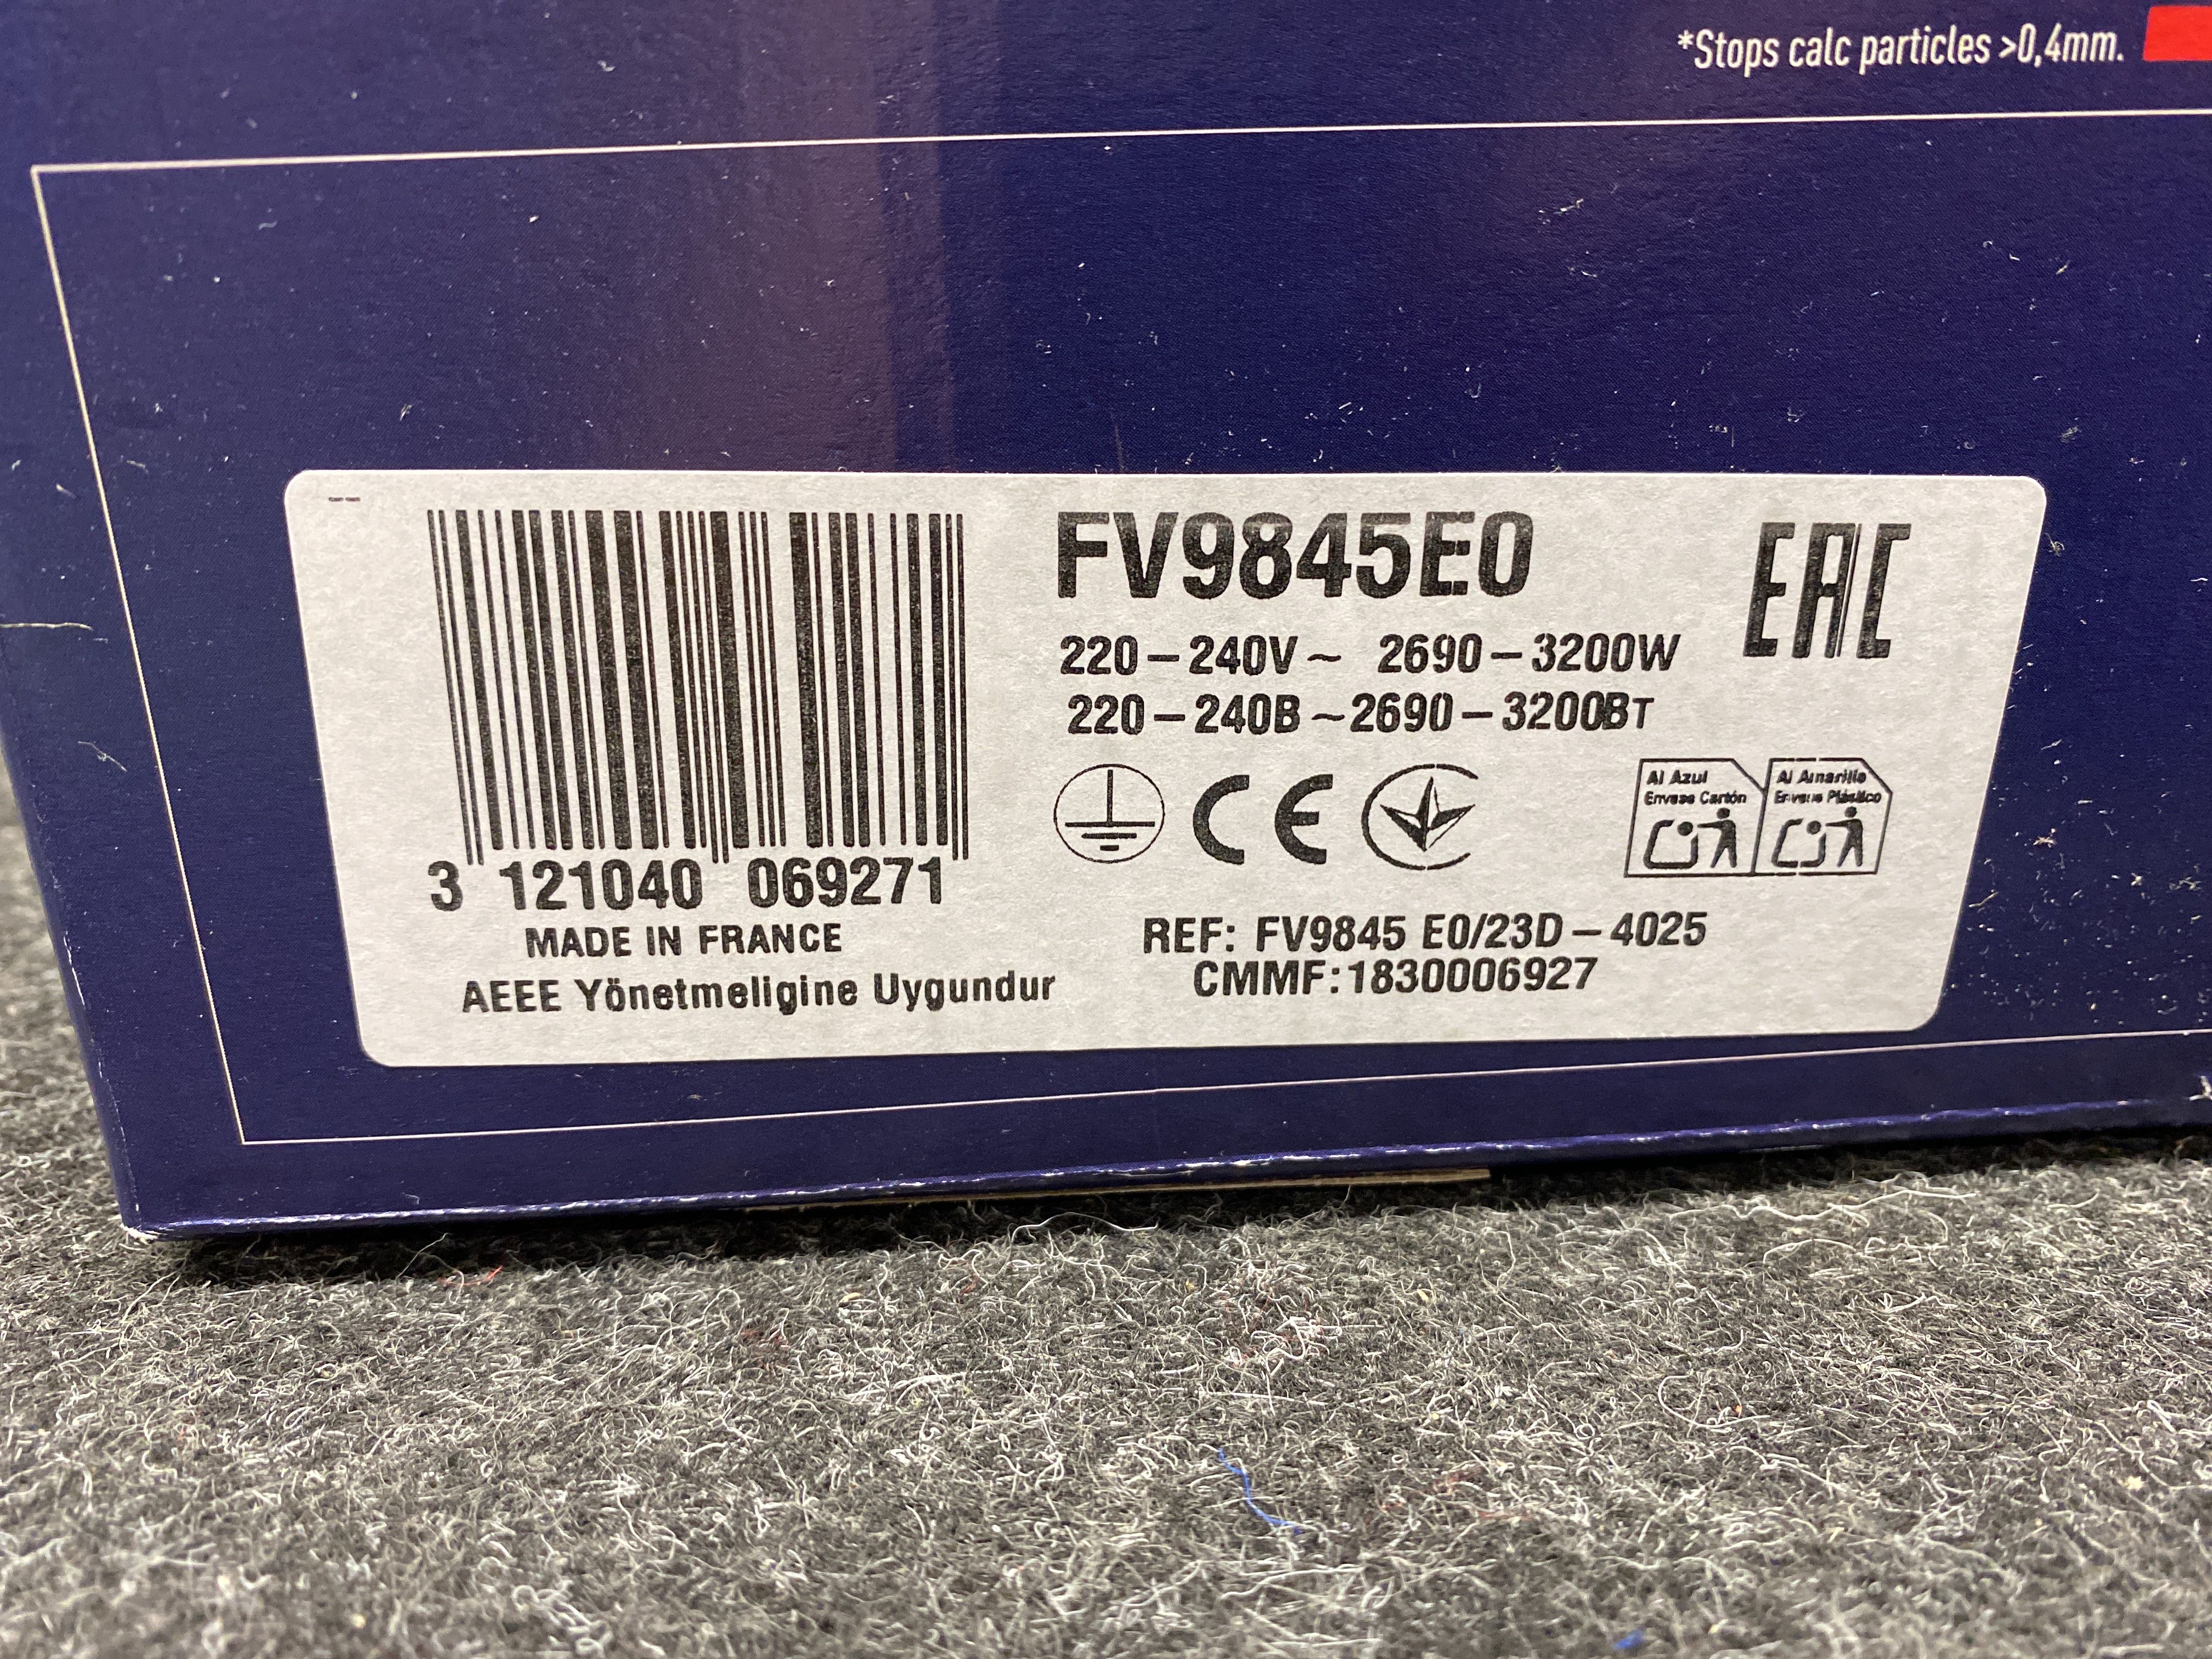 *Stops calc particles >0,4mm.
FV9845E0
EAC
220-240V~ 2690-3200W
220-240B~2690-3200BT
CE
Al Azul
Envase Cartón
Al Amarillo
Envase Plástico
3 121040 069271
MADE IN FRANCE
AEEE Yönetmeligine Uygundur
REF: FV9845 E0/23D-4025
CMMF:1830006927